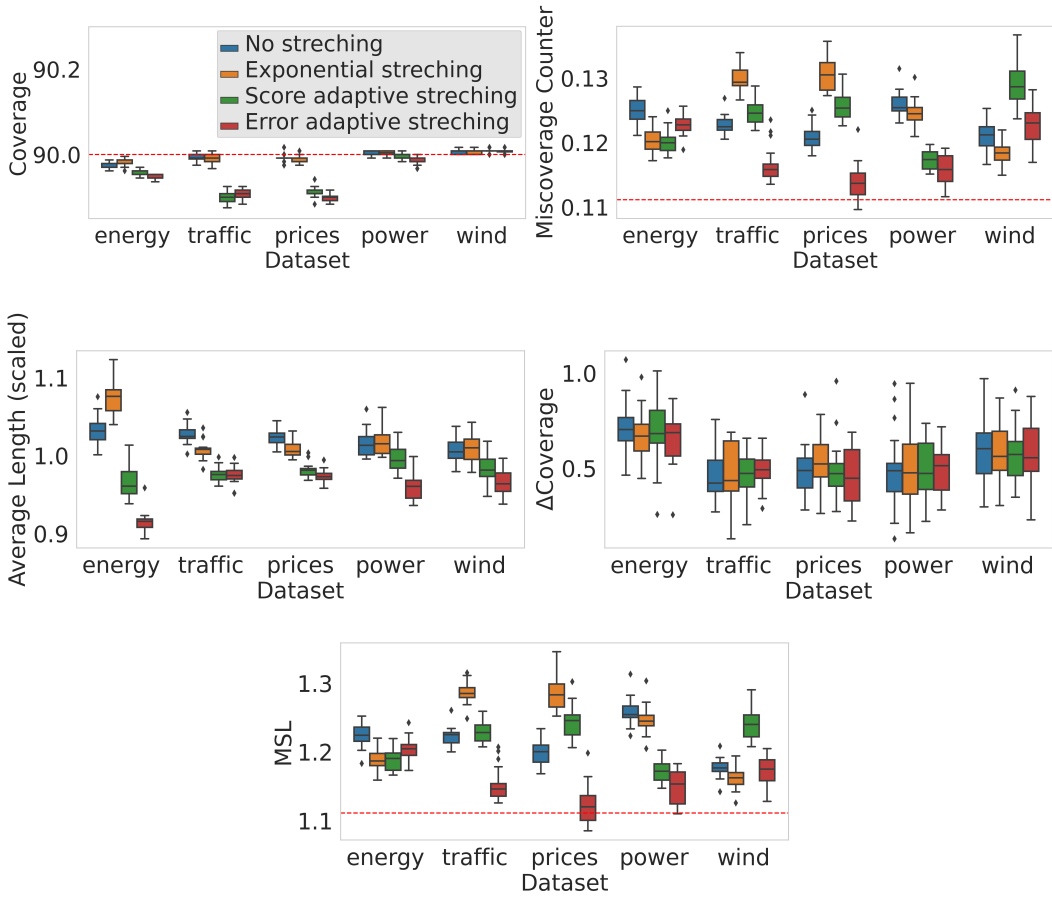 Coverage
90.2
90.0
No streching
Exponential streching
Score adaptive streching
Error adaptive streching
energy traffic prices power wind
Dataset
Miscoverage Counter
0.13
0.12
0.11
energy traffic prices power wind
Dataset
Average Length (scaled)
1.1
1.0
0.9
energy traffic prices power wind
Dataset
ΔCoverage
1.0
0.5
energy traffic prices power wind
Dataset
MSL
1.3
1.2
1.1
energy traffic prices power wind
Dataset